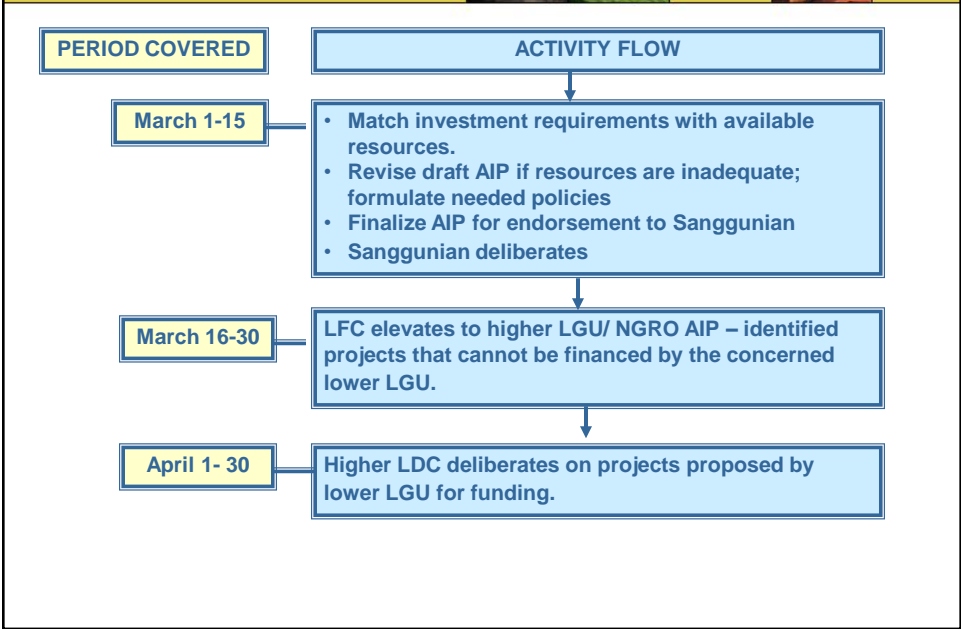 PERIOD COVERED
ACTIVITY FLOW
March 1-15
• Match investment requirements with available
resources.
• Revise draft AIP if resources are inadequate;
formulate needed policies
• Finalize AIP for endorsement to Sanggunian
• Sanggunian deliberates
March 16-30
LFC elevates to higher LGU/ NGRO AIP – identified
projects that cannot be financed by the concerned
lower LGU.
April 1- 30
Higher LDC deliberates on projects proposed by
lower LGU for funding.